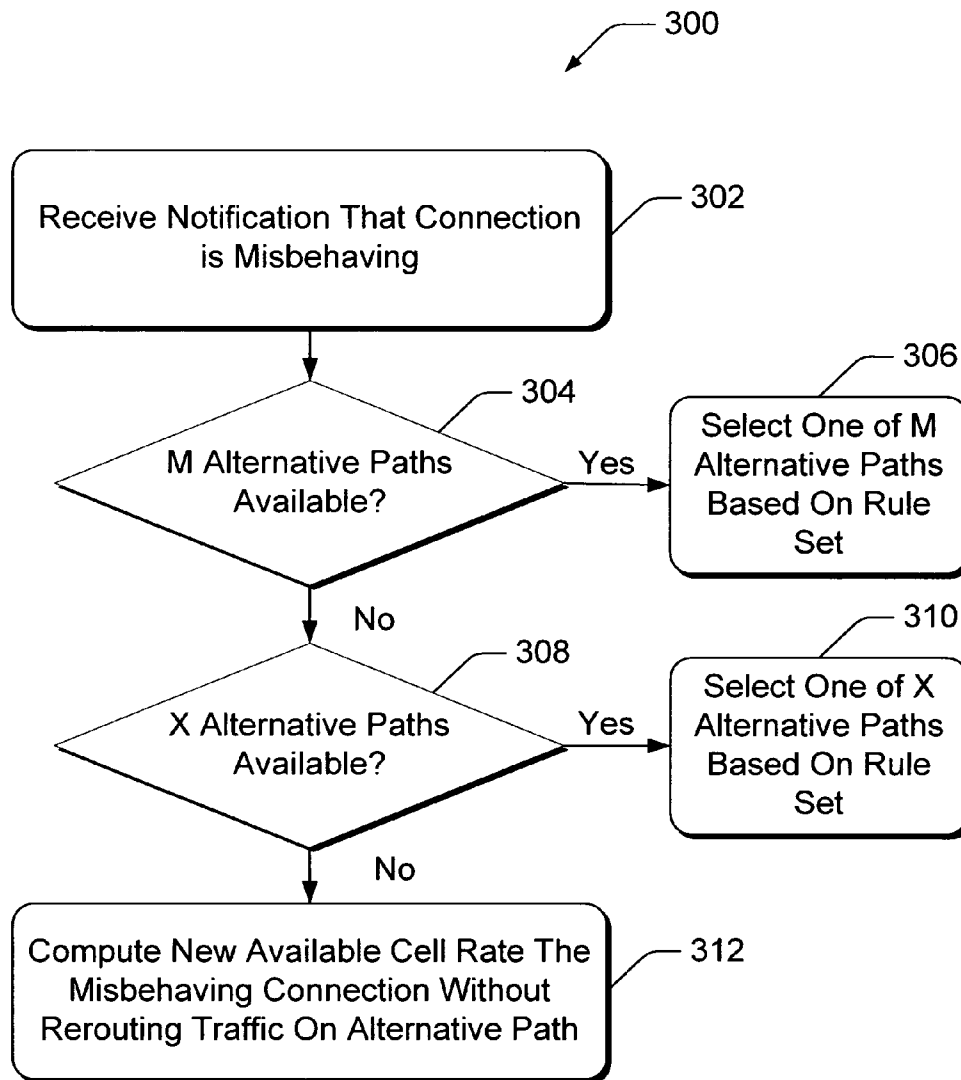 300
Receive Notification That Connection
is Misbehaving
302
304
M Alternative Paths
Available?
Yes
306
Select One of M
Alternative Paths
Based On Rule
Set
No
308
X Alternative Paths
Available?
Yes
310
Select One of X
Alternative Paths
Based On Rule
Set
No
Compute New Available Cell Rate The
Misbehaving Connection Without
Rerouting Traffic On Alternative Path
312